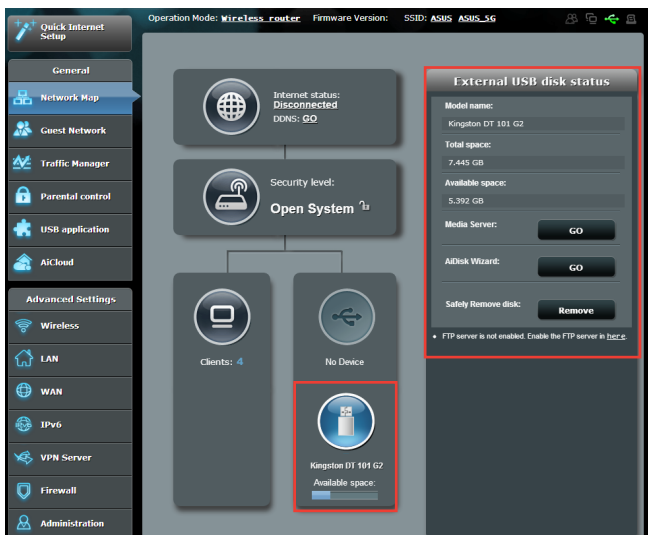 Quick Internet
Setup
General
Network Map
Guest Network
Traffic Manager
Parental control
USB application
AiCloud
Advanced Settings
Wireless
LAN
WAN
IPv6
VPN Server
Firewall
Administration
Operation Mode: Wireless router Firmware Version: SSID: ASUS ASUS_5G
Internet status:
Disconnected
DDNS: GO
Security level:
Open System
Clients: 4
No Device
Kingston DT 101 G2
Available space:
External USB disk status
Model name:
Kingston DT 101 G2
Total space:
7.445 GB
Available space:
5.392 GB
Media Server: GO
AiDisk Wizard: GO
Safely Remove disk: Remove
• FTP server is not enabled. Enable the FTP server in here.